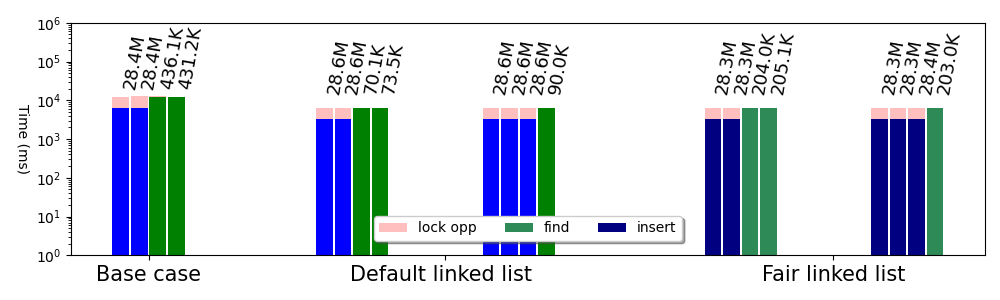 10^6
10^5
10^4
10^3
10^2
10^1
10^0
Time (ms)
28.4M
28.4M
436.1K
431.2K
28.6M
28.6M
70.1K
73.5K
28.6M
28.6M
28.6M
90.0K
28.3M
28.3M
204.0K
205.1K
28.3M
28.3M
28.4M
203.0K
lock opp find insert
Base case Default linked list Fair linked list